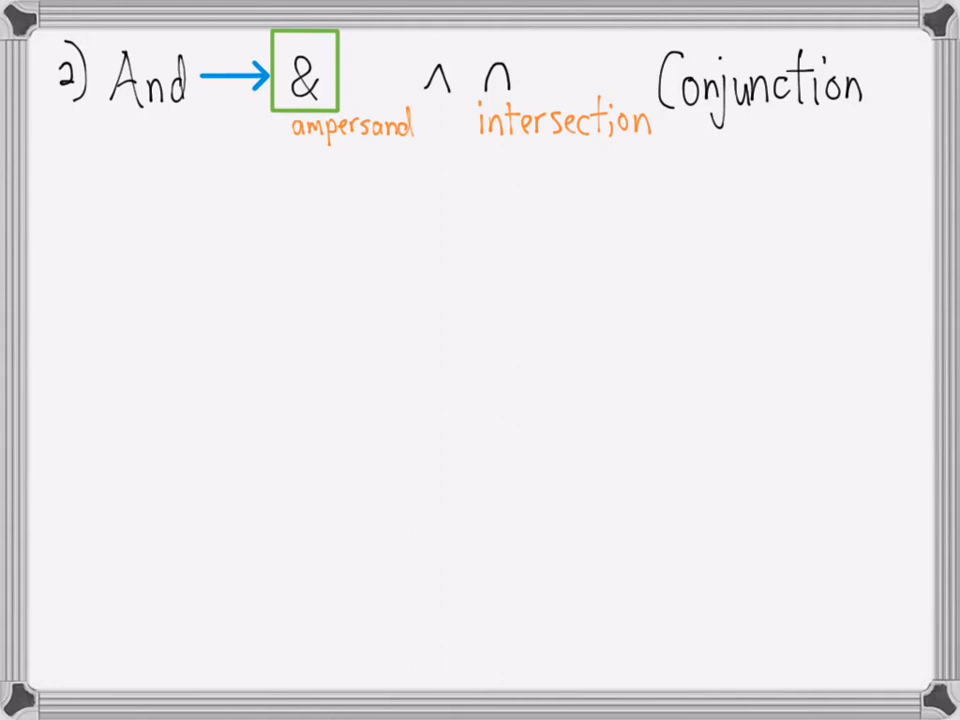 2) And → & ∧ ∩ Conjunction
ampersand intersection